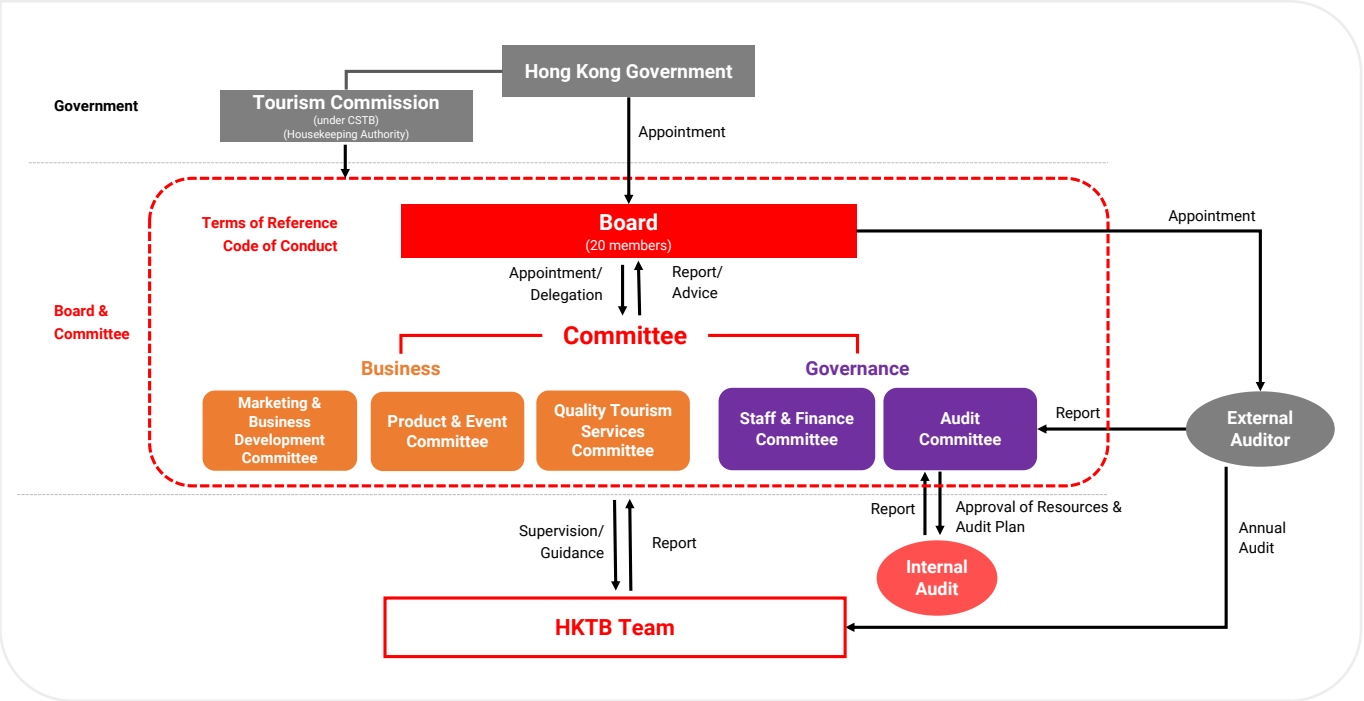 Hong Kong Government
Tourism Commission
(under CSTB)
(Housekeeping Authority)
Government
Appointment
Terms of Reference
Code of Conduct
Board
(20 members)
Appointment
Appointment/
Delegation
Report/
Advice
Board &
Committee
Committee
Business
Governance
Marketing &
Business
Development
Committee
Product & Event
Committee
Quality Tourism
Services
Committee
Staff & Finance
Committee
Audit
Committee
Report
External
Auditor
Supervision/
Guidance
Report
Report
Approval of Resources &
Audit Plan
Annual
Audit
Internal
Audit
HKTB Team